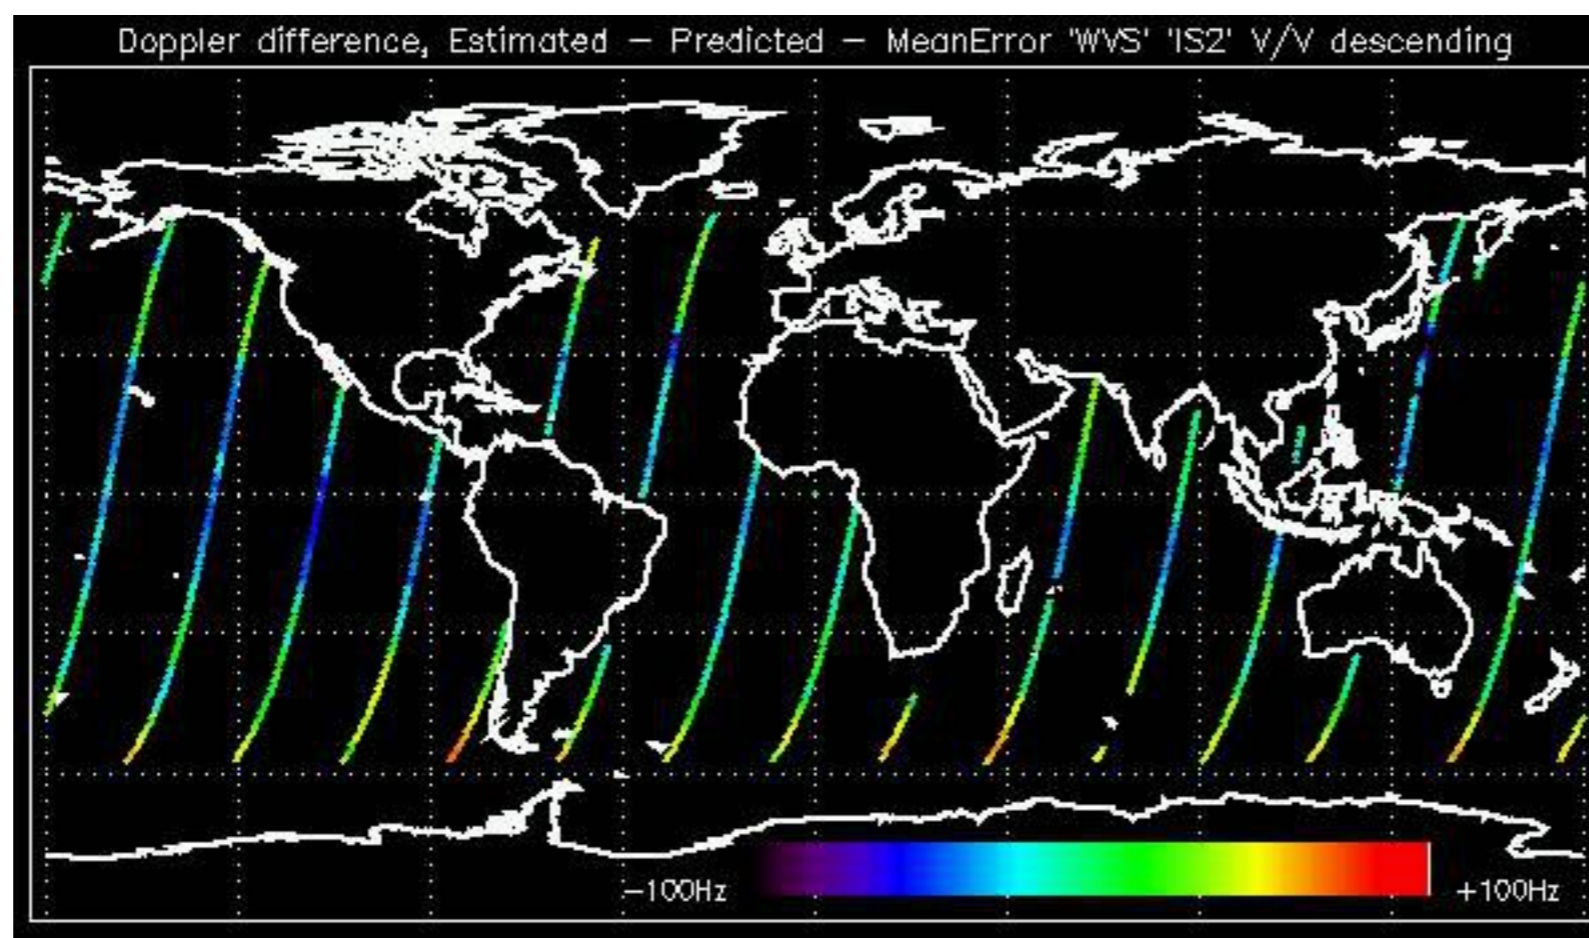 Doppler difference, Estimated − Predicted − MeanError 'WVS' 'IS2' V/V descending
−100Hz
+100Hz